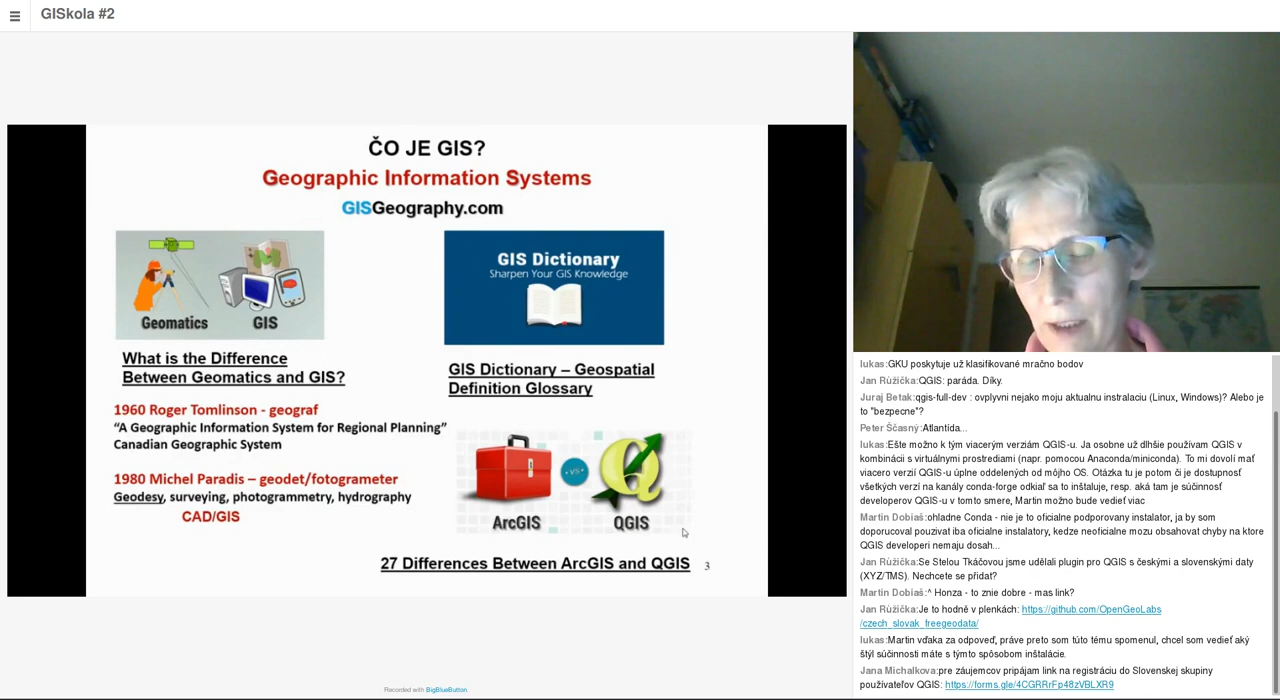 GISkola #2
ČO JE GIS?
Geographic Information Systems
GISGeography.com
Geomatics
GIS
GIS Dictionary
Sharpen Your GIS Knowledge
What is the Difference
Between Geomatics and GIS?
GIS Dictionary – Geospatial
Definition Glossary
1960 Roger Tomlinson - geograf
“A Geographic Information System for Regional Planning”
Canadian Geographic System
1980 Michel Paradis – geodet/fotogrameter
Geodesy, surveying, photogrammetry, hydrography
CAD/GIS
VS
ArcGIS
QGIS
27 Differences Between ArcGIS and QGIS
3
Recorded with BigBlueButton
lukas:GKU poskytuje už klasifikované mračno bodov
Jan Růžička:QGIS: paráda. Díky.
Juraj Betak:qgis-full-dev : ovplyvni nejako moju aktualnu instralaciu (Linux, Windows)? Alebo je
to "bezpecne"?
Peter Ščasný:Atlantída...
lukas:Ešte možno k tým viacerým verziám QGIS-u. Ja osobne už dlhšie používam QGIS v
kombinácii s virtuálnymi prostrediami (napr. pomocou Anaconda/miniconda). To mi dovolí mať
viacero verzií QGIS-u úplne oddelených od môjho OS. Otázka tu je potom či je dostupnosť
všetkých verzí na kanály conda-forge odkiaľ sa to inštaluje, resp. aká tam je súčinnosť
developerov QGIS-u v tomto smere, Martin možno bude vedieť viac
Martin Dobiaš:ohladne Conda - nie je to oficialne podporovany instalator, ja by som
doporucoval pouzivat iba oficialne instalatory, kedze neoficialne mozu obsahovat chyby na ktore
QGIS developeri nemaju dosah...
Jan Růžička:Se Stelou Tkáčovou jsme udělali plugin pro QGIS s českými a slovenskými daty
(XYZ/TMS). Nechcete se přidat?
Martin Dobiaš:^ Honza - to znie dobre - mas link?
Jan Růžička:Je to hodně v plenkách: https://github.com/OpenGeoLabs
/czech_slovak_freegeodata/
lukas:Martin vďaka za odpoveď, práve preto som túto tému spomenul, chcel som vedieť aký
štýl súčinnosti máte s týmto spôsobom inštalácie.
Jana Michalkova:pre záujemcov pripájam link na registráciu do Slovenskej skupiny
používateľov QGIS: https://forms.gle/4CGRRrFp48zVBLXR9